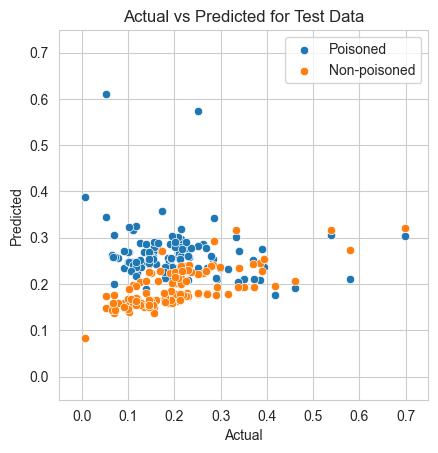 Actual vs Predicted for Test Data
Poisoned
Non-poisoned
Predicted
0.7
0.6
0.5
0.4
0.3
0.2
0.1
0.0
0.0 0.1 0.2 0.3 0.4 0.5 0.6 0.7
Actual